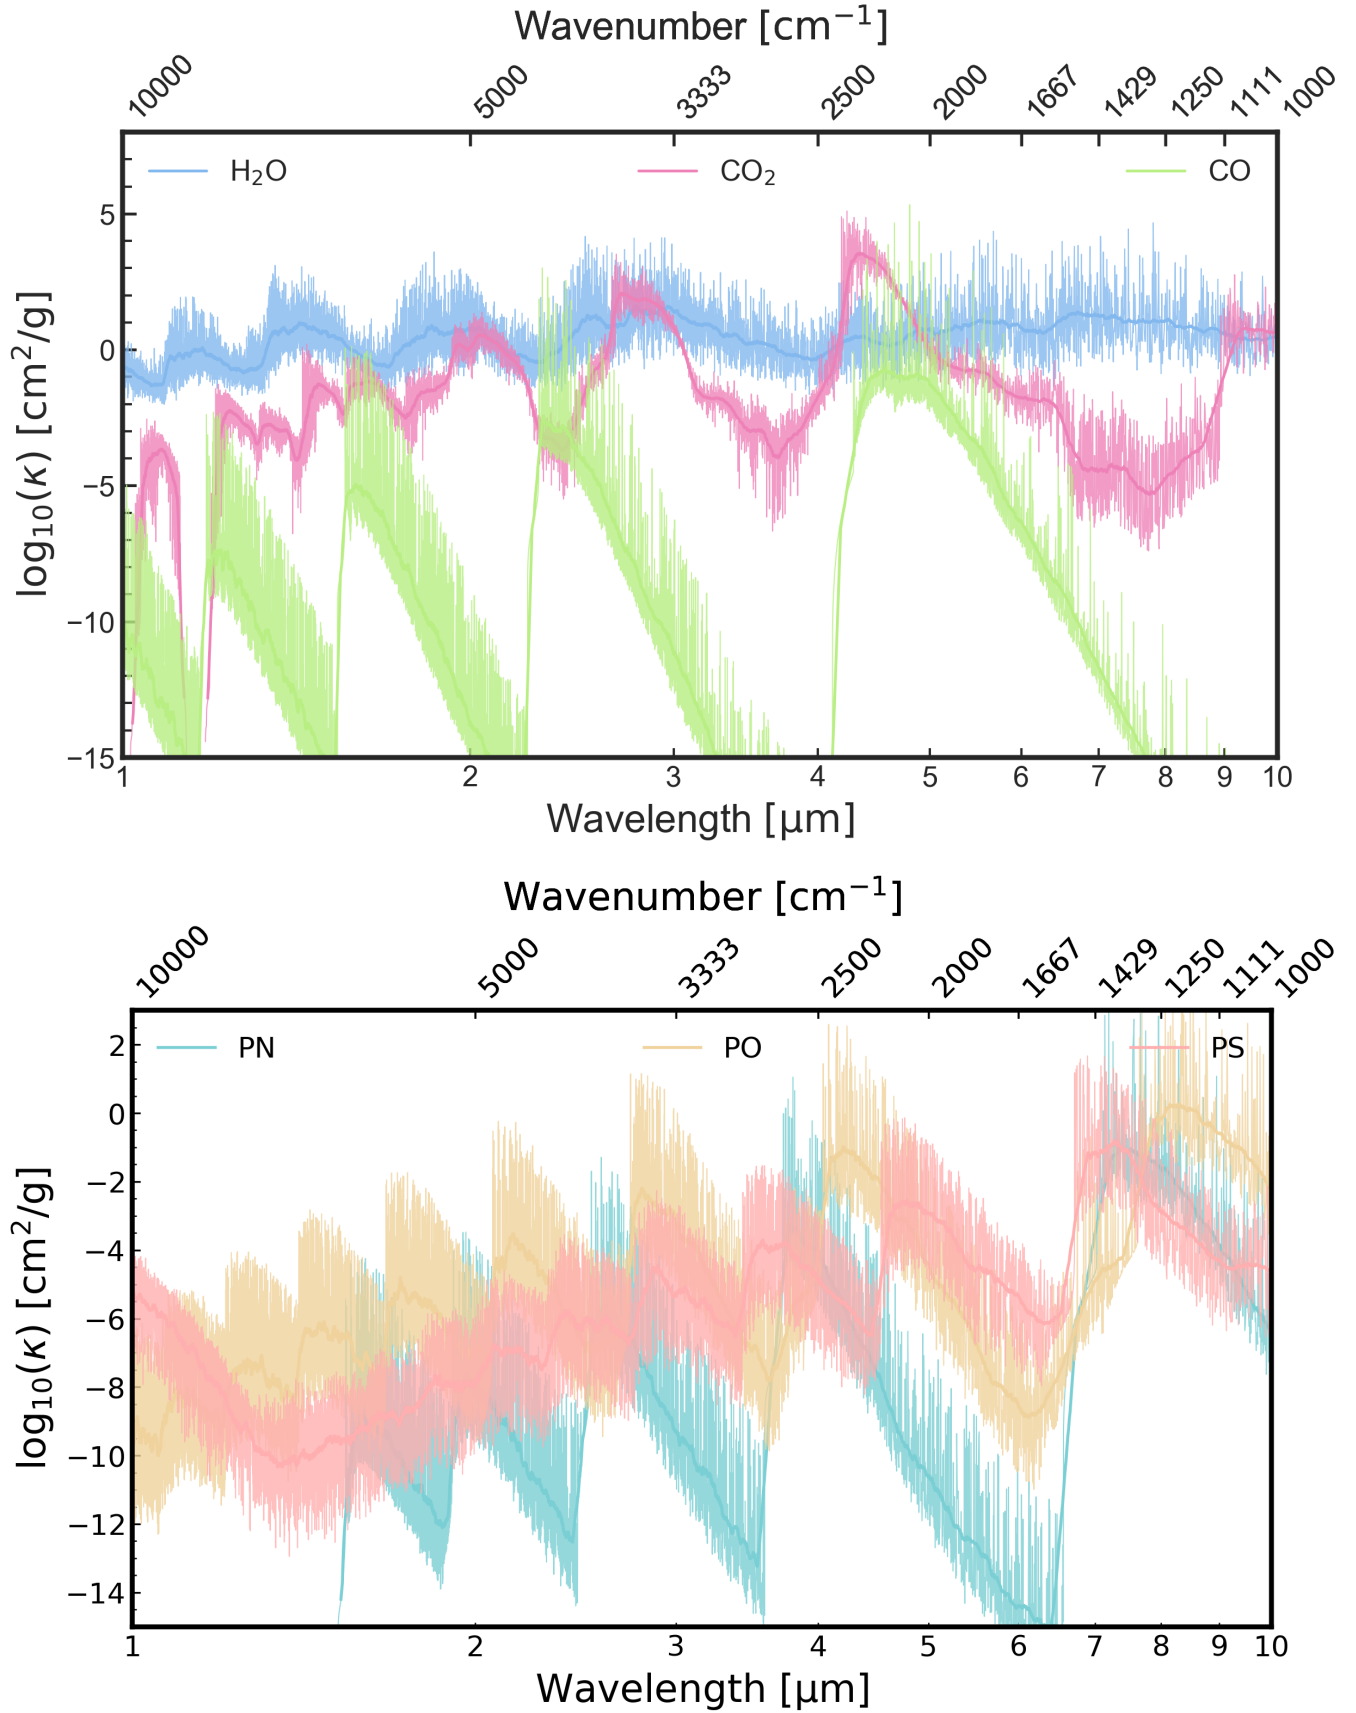 Wavenumber [cm⁻¹]
10000 5000 3333 2500 2000 1667 1429 1250 1111 1000
H₂O CO₂ CO
5
0
−5
−10
−15
log₁₀(κ) [cm²/g]
1 2 3 4 5 6 7 8 9 10
Wavelength [μm]
Wavenumber [cm⁻¹]
10000 5000 3333 2500 2000 1667 1429 1250 1111 1000
PN PO PS
2
0
−2
−4
−6
−8
−10
−12
−14
log₁₀(κ) [cm²/g]
1 2 3 4 5 6 7 8 9 10
Wavelength [μm]